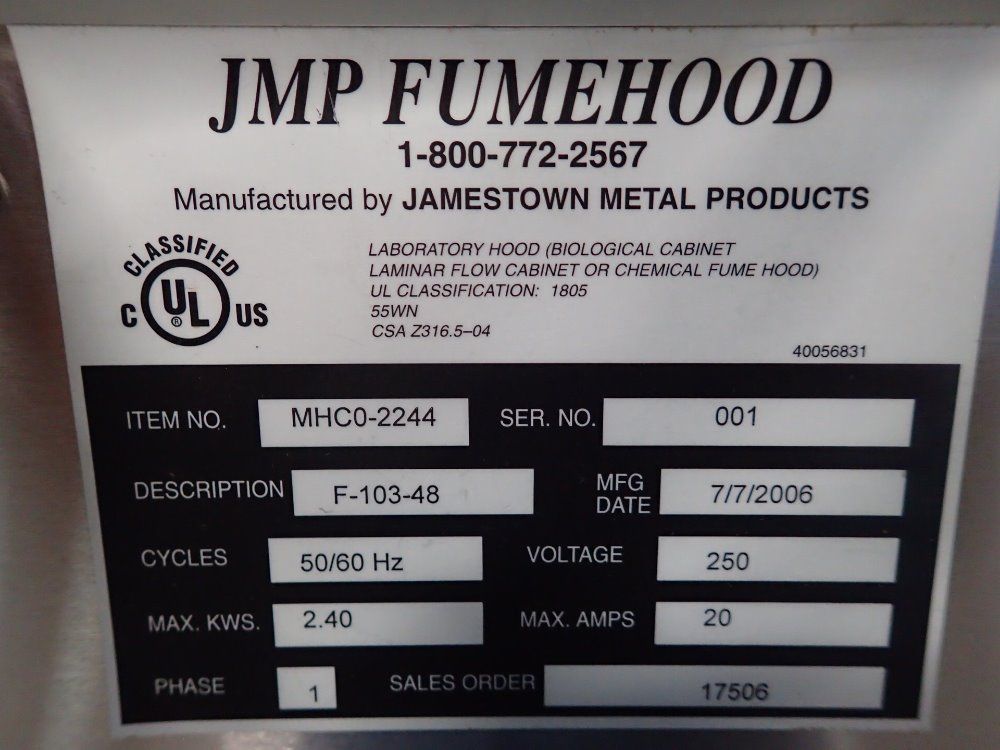 JMP FUMEHOOD
1-800-772-2567
Manufactured by JAMESTOWN METAL PRODUCTS
CLASSIFIED
C UL ® US
LABORATORY HOOD (BIOLOGICAL CABINET
LAMINAR FLOW CABINET OR CHEMICAL FUME HOOD)
UL CLASSIFICATION: 1805
55WN
CSA Z316.5–04
40056831
ITEM NO. MHC0-2244 SER. NO. 001
DESCRIPTION F-103-48 MFG DATE 7/7/2006
CYCLES 50/60 Hz VOLTAGE 250
MAX. KWS. 2.40 MAX. AMPS 20
PHASE 1 SALES ORDER 17506